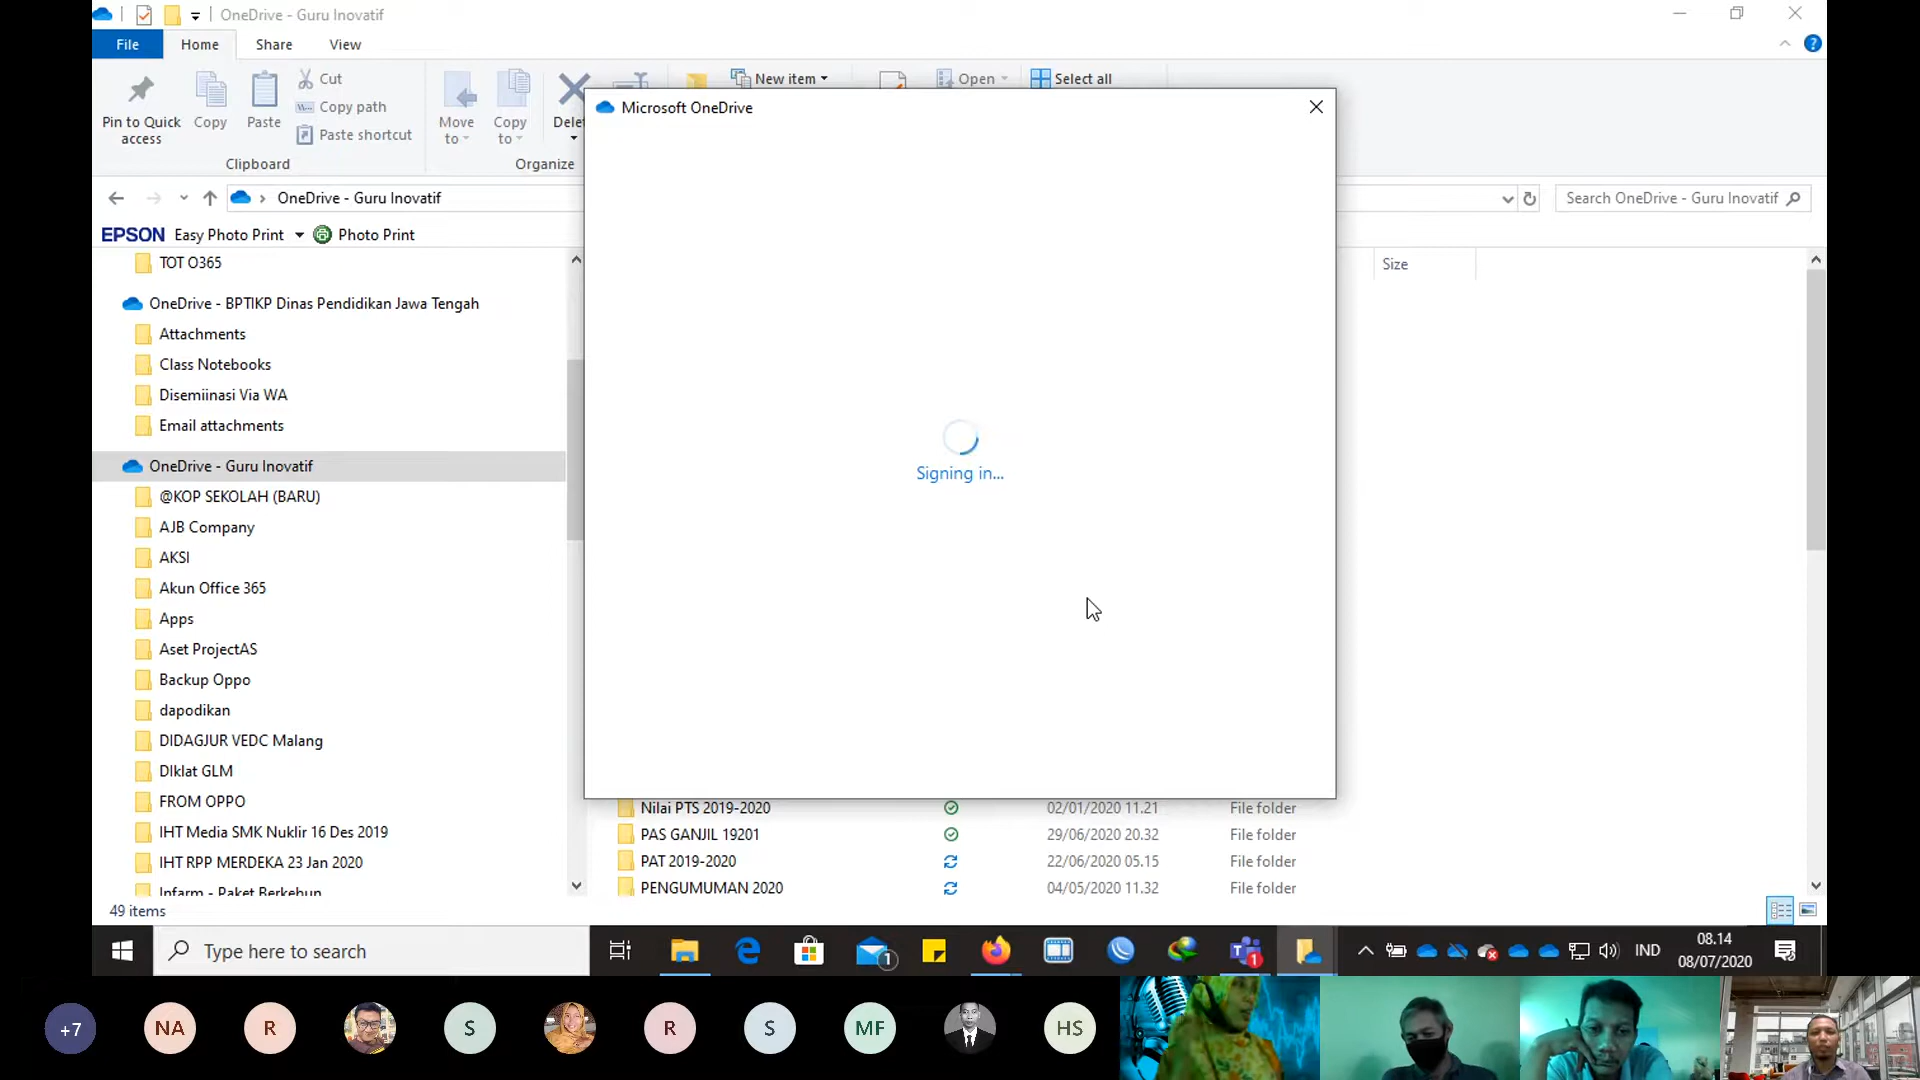 OneDrive - Guru Inovatif
File Home Share View
Pin to Quick access
Copy
Paste
Cut
Copy path
Paste shortcut
Clipboard
Move to
Copy to
Organize
New item
Open
Select all
Microsoft OneDrive
OneDrive - Guru Inovatif
Search OneDrive - Guru Inovatif
EPSON Easy Photo Print Photo Print
TOT O365
OneDrive - BPTIKP Dinas Pendidikan Jawa Tengah
Attachments
Class Notebooks
Disemiinasi Via WA
Email attachments
OneDrive - Guru Inovatif
@KOP SEKOLAH (BARU)
AJB Company
AKSI
Akun Office 365
Apps
Aset ProjectAS
Backup Oppo
dapodikan
DIDAGJUR VEDC Malang
DIklat GLM
FROM OPPO
IHT Media SMK Nuklir 16 Des 2019
IHT RPP MERDEKA 23 Jan 2020
Infarm - Paket Berkebun
Size
Signing in...
Nilai PTS 2019-2020 02/01/2020 11.21 File folder
PAS GANJIL 19201 29/06/2020 20.32 File folder
PAT 2019-2020 22/06/2020 05.15 File folder
PENGUMUMAN 2020 04/05/2020 11.32 File folder
49 items
Type here to search
1
1
IND
08.14
08/07/2020
+7 NA R S R S MF HS